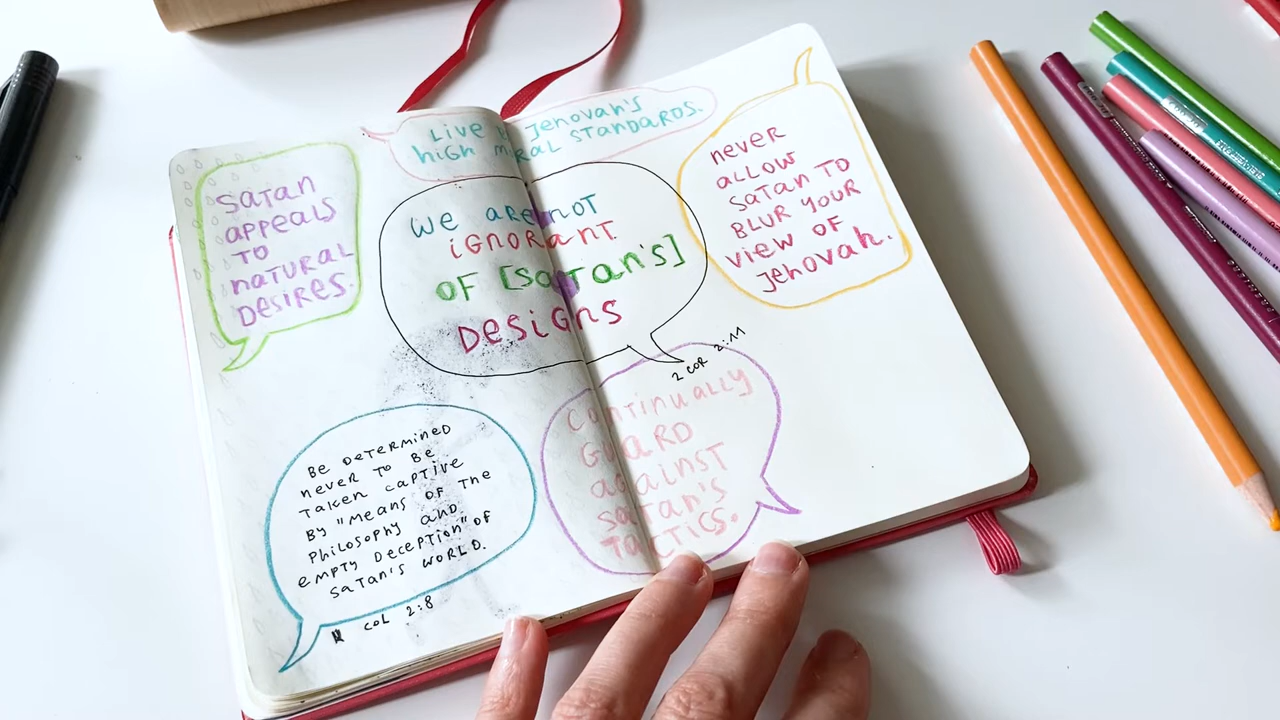 Live Jehovah's
high Standards.
Satan
appeals
to
natural
desires.
We are not
ignorant
of [Satan's]
designs
2 Cor 2:11
never
allow
Satan to
blur your
view of
Jehovah.
Be determined
never to be
taken captive
by "means of the
philosophy and
empty deception" of
Satan's world.
Col 2:8
Continually
guard
against
Satan's
tactics.